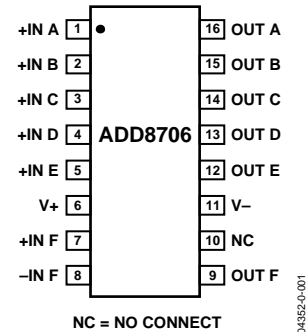 +IN A 1 16 OUT A
+IN B 2 15 OUT B
+IN C 3 14 OUT C
+IN D 4 ADD8706 13 OUT D
+IN E 5 12 OUT E
V+ 6 11 V–
+IN F 7 10 NC
–IN F 8 9 OUT F
NC = NO CONNECT
04352-0-001